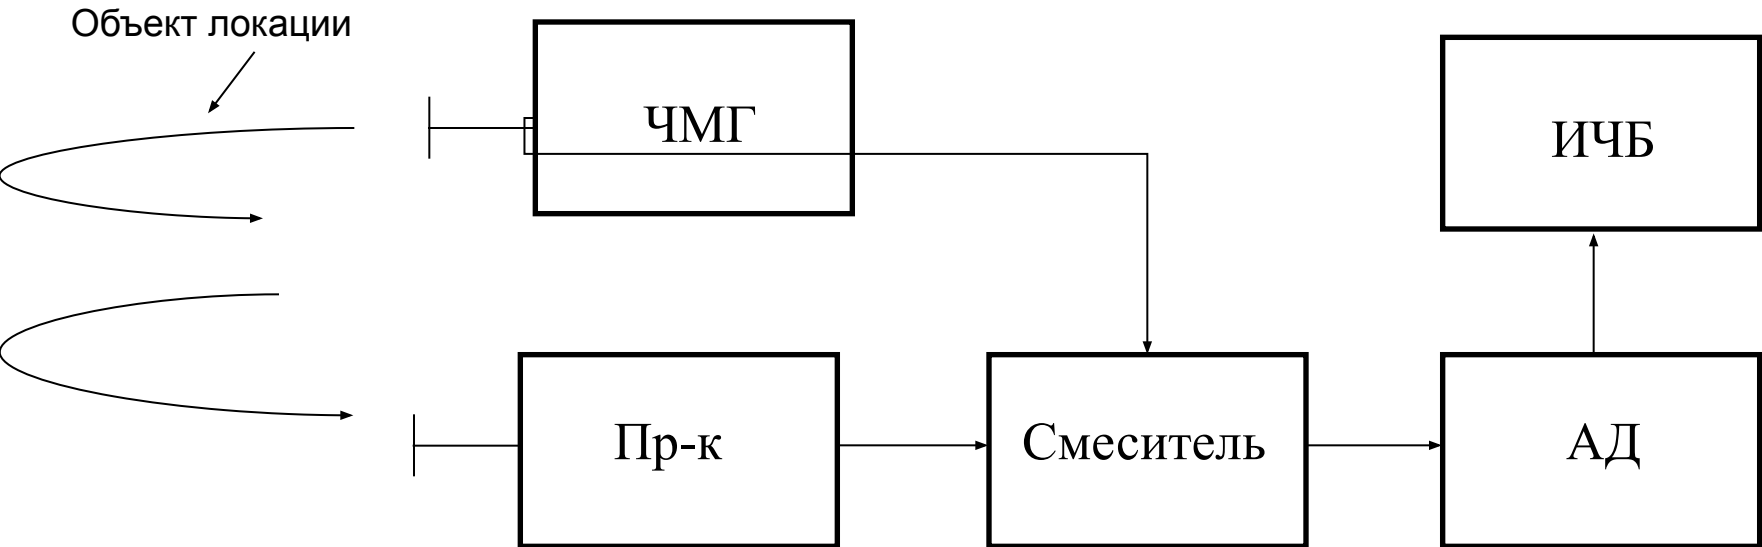 Объект локации
ЧМГ
ИЧБ
Пр-к
Смеситель
АД